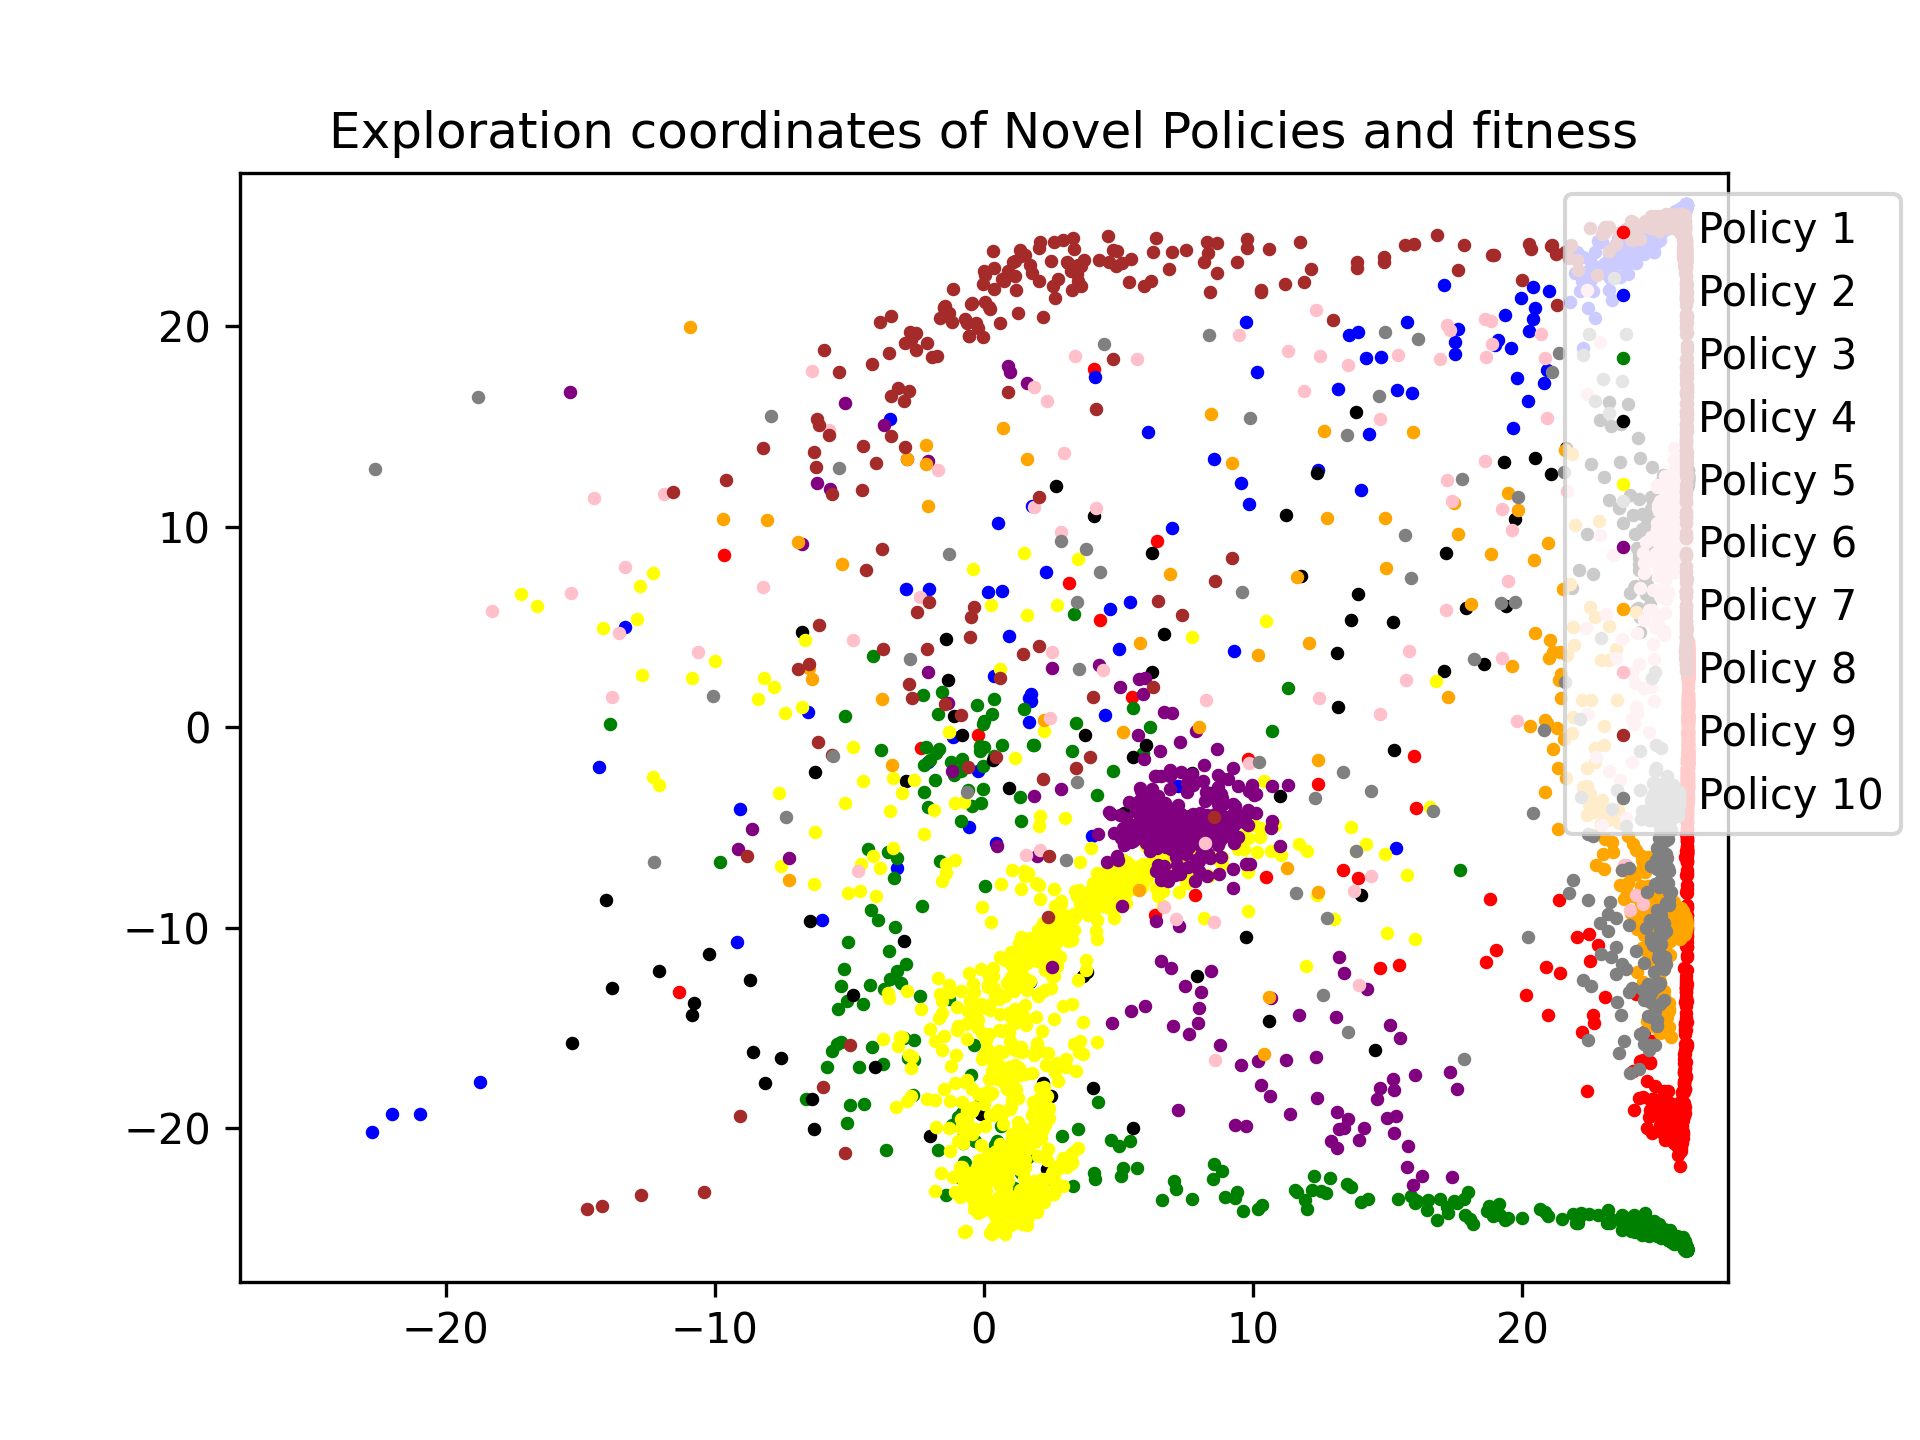 Exploration coordinates of Novel Policies and fitness
Policy 1
Policy 2
Policy 3
Policy 4
Policy 5
Policy 6
Policy 7
Policy 8
Policy 9
Policy 10
20
10
0
−10
−20
−20 −10 0 10 20